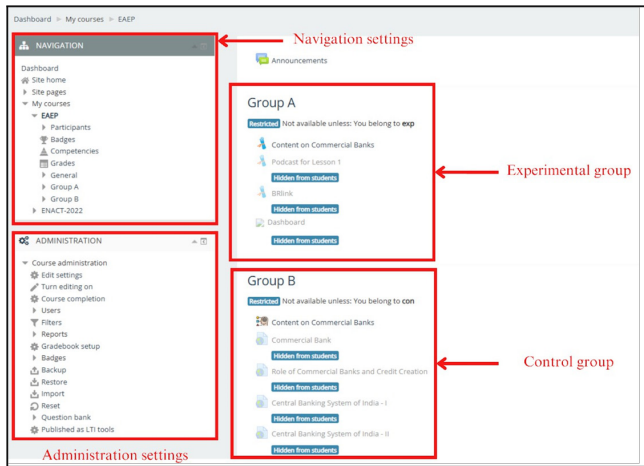 Dashboard ▶ My courses ▶ EAEP
NAVIGATION
Dashboard
Site home
Site pages
My courses
EAEP
Participants
Badges
Competencies
Grades
General
Group A
Group B
ENACT-2022
ADMINISTRATION
Course administration
Edit settings
Turn editing on
Course completion
Users
Filters
Reports
Gradebook setup
Badges
Backup
Restore
Import
Reset
Question bank
Published as LTI tools
Administration settings
Navigation settings
Announcements
Group A
Restricted Not available unless: You belong to exp
Content on Commercial Banks
Podcast for Lesson 1
Hidden from students
BRlink
Hidden from students
Dashboard
Hidden from students
Experimental group
Group B
Restricted Not available unless: You belong to con
Content on Commercial Banks
Commercial Bank
Hidden from students
Role of Commercial Banks and Credit Creation
Hidden from students
Central Banking System of India - I
Hidden from students
Central Banking System of India - II
Hidden from students
Control group